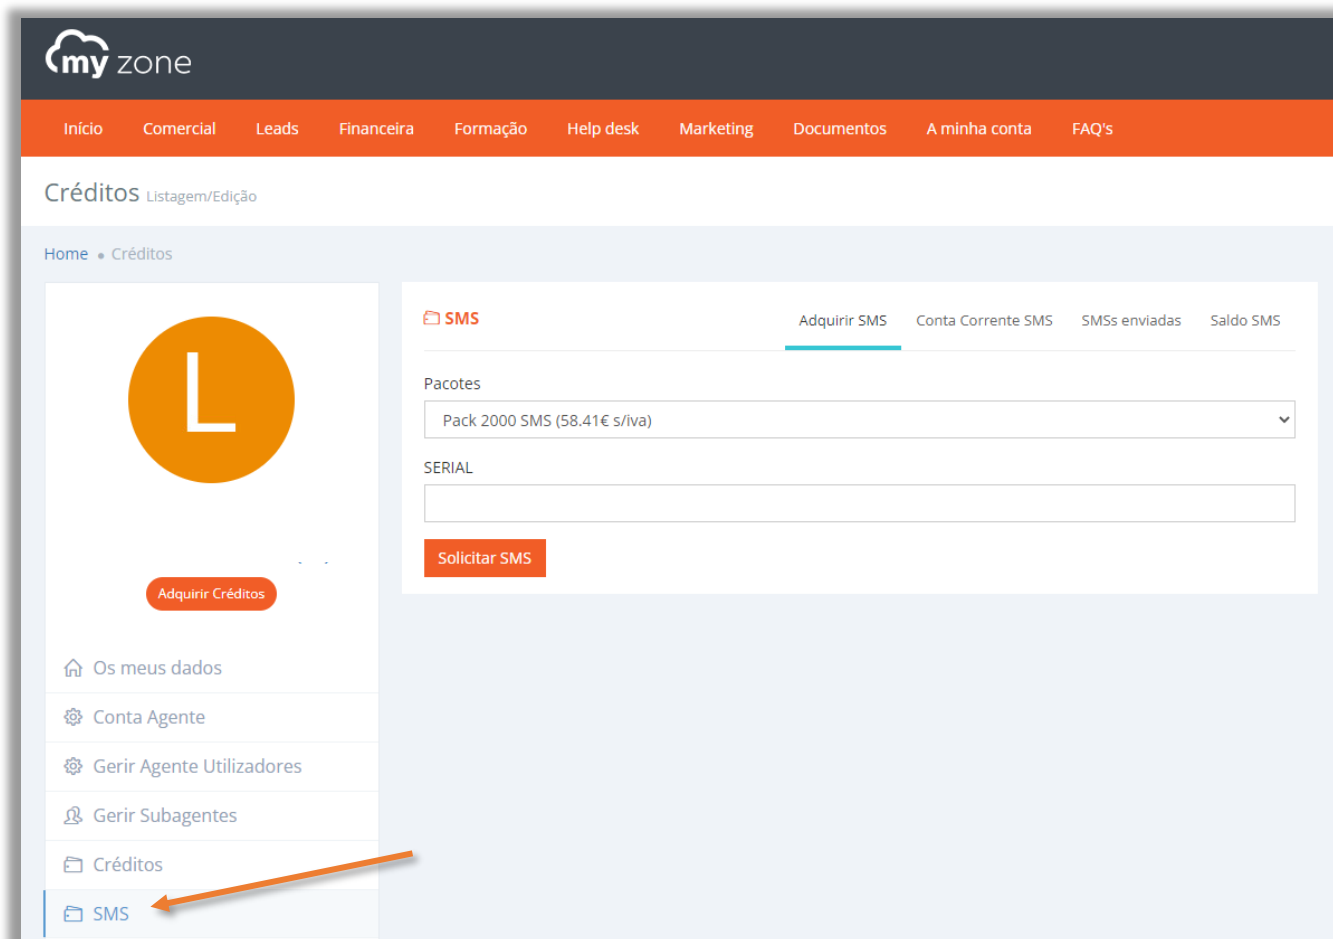 my zone
Início Comercial Leads Financeira Formação Help desk Marketing Documentos A minha conta FAQ's
Créditos Listagem/Edição
Home • Créditos
L
Adquirir Créditos
Os meus dados
Conta Agente
Gerir Agente Utilizadores
Gerir Subagentes
Créditos
SMS
SMS Adquirir SMS Conta Corrente SMS SMSs enviadas Saldo SMS
Pacotes
Pack 2000 SMS (58.41€ s/iva)
SERIAL
Solicitar SMS